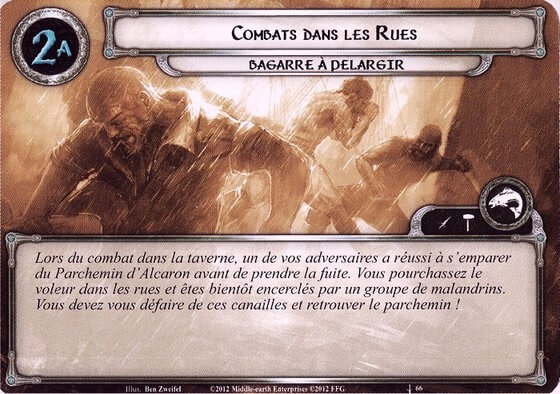 2A
COMBATS DANS LES RUES
BAGARRE À PELARGIR
Lors du combat dans la taverne, un de vos adversaires a réussi à s'emparer
du Parchemin d'Alcaron avant de prendre la fuite. Vous pourchassez le
voleur dans les rues et êtes bientôt encerclés par un groupe de malandrins.
Vous devez vous défaire de ces canailles et retrouver le parchemin !
Illus. Ben Zweifel ©2012 Middle-earth Enterprises ©2012 FFG 66